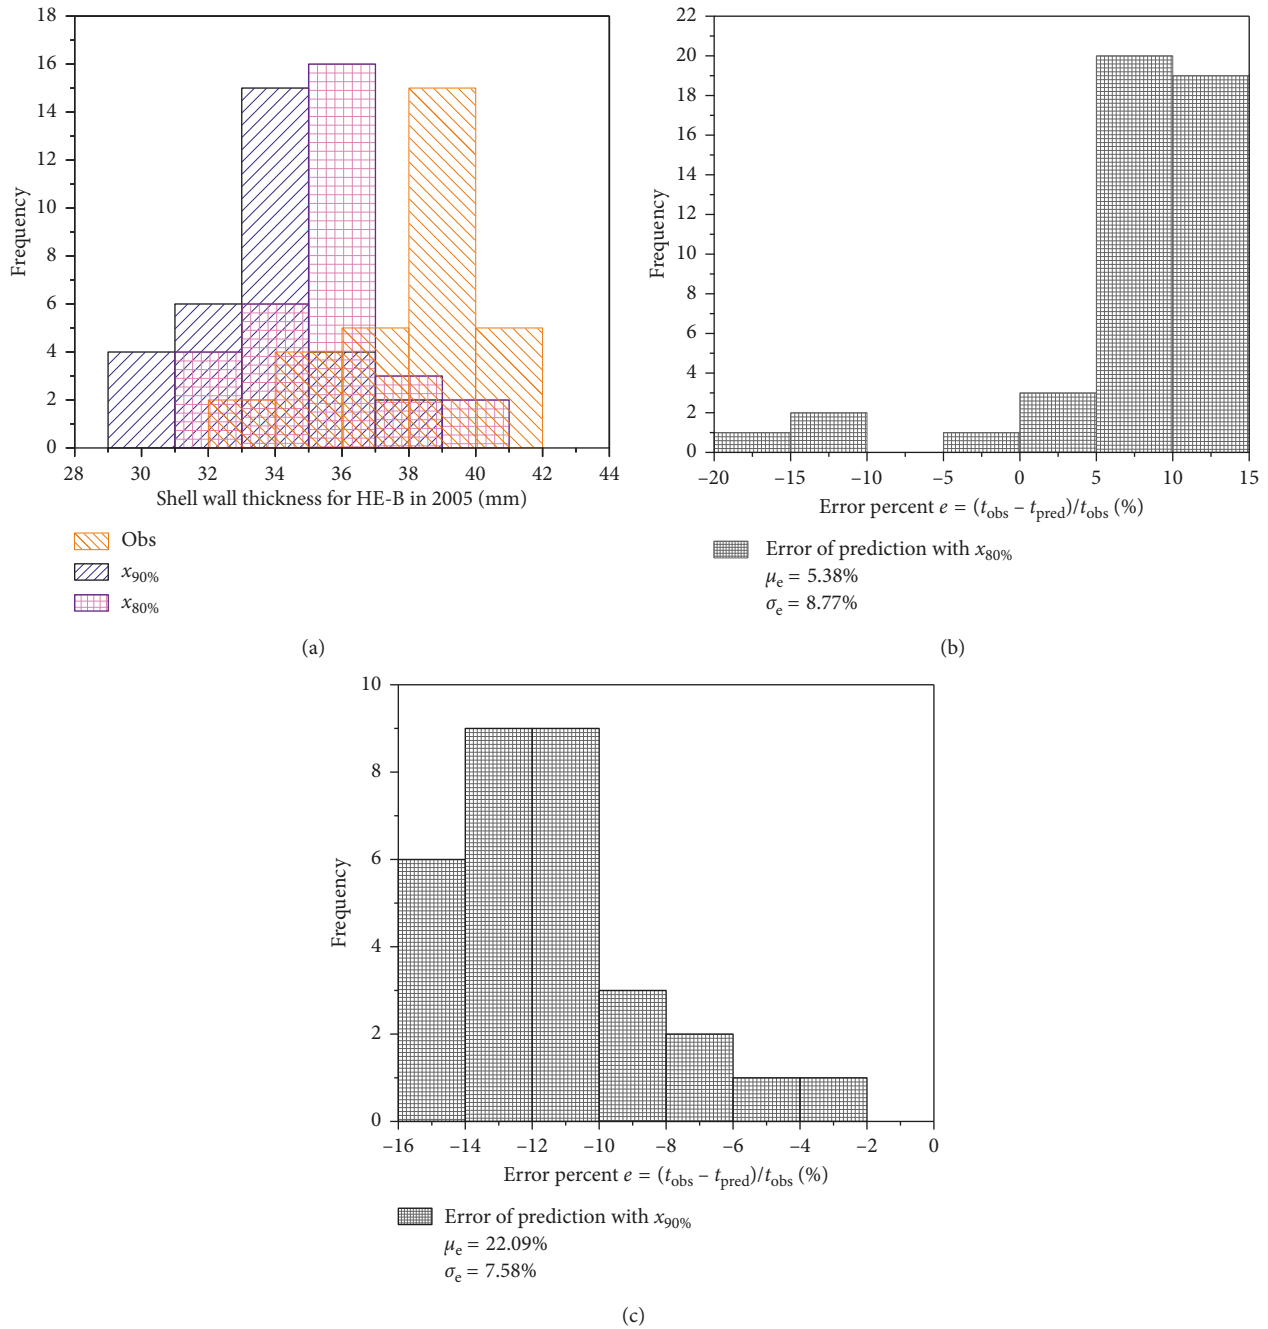 18
16
14
12
10
8
6
4
2
0
Frequency
28 30 32 34 36 38 40 42 44
Shell wall thickness for HE-B in 2005 (mm)
Obs
x90%
x80%
(a)
22
20
18
16
14
12
10
8
6
4
2
0
Frequency
–20 –15 –10 –5 0 5 10 15
Error percent e = (tobs – tpred)/tobs (%)
Error of prediction with x80%
μe = 5.38%
σe = 8.77%
(b)
10
8
6
4
2
0
Frequency
–16 –14 –12 –10 –8 –6 –4 –2 0
Error percent e = (tobs – tpred)/tobs (%)
Error of prediction with x90%
μe = 22.09%
σe = 7.58%
(c)